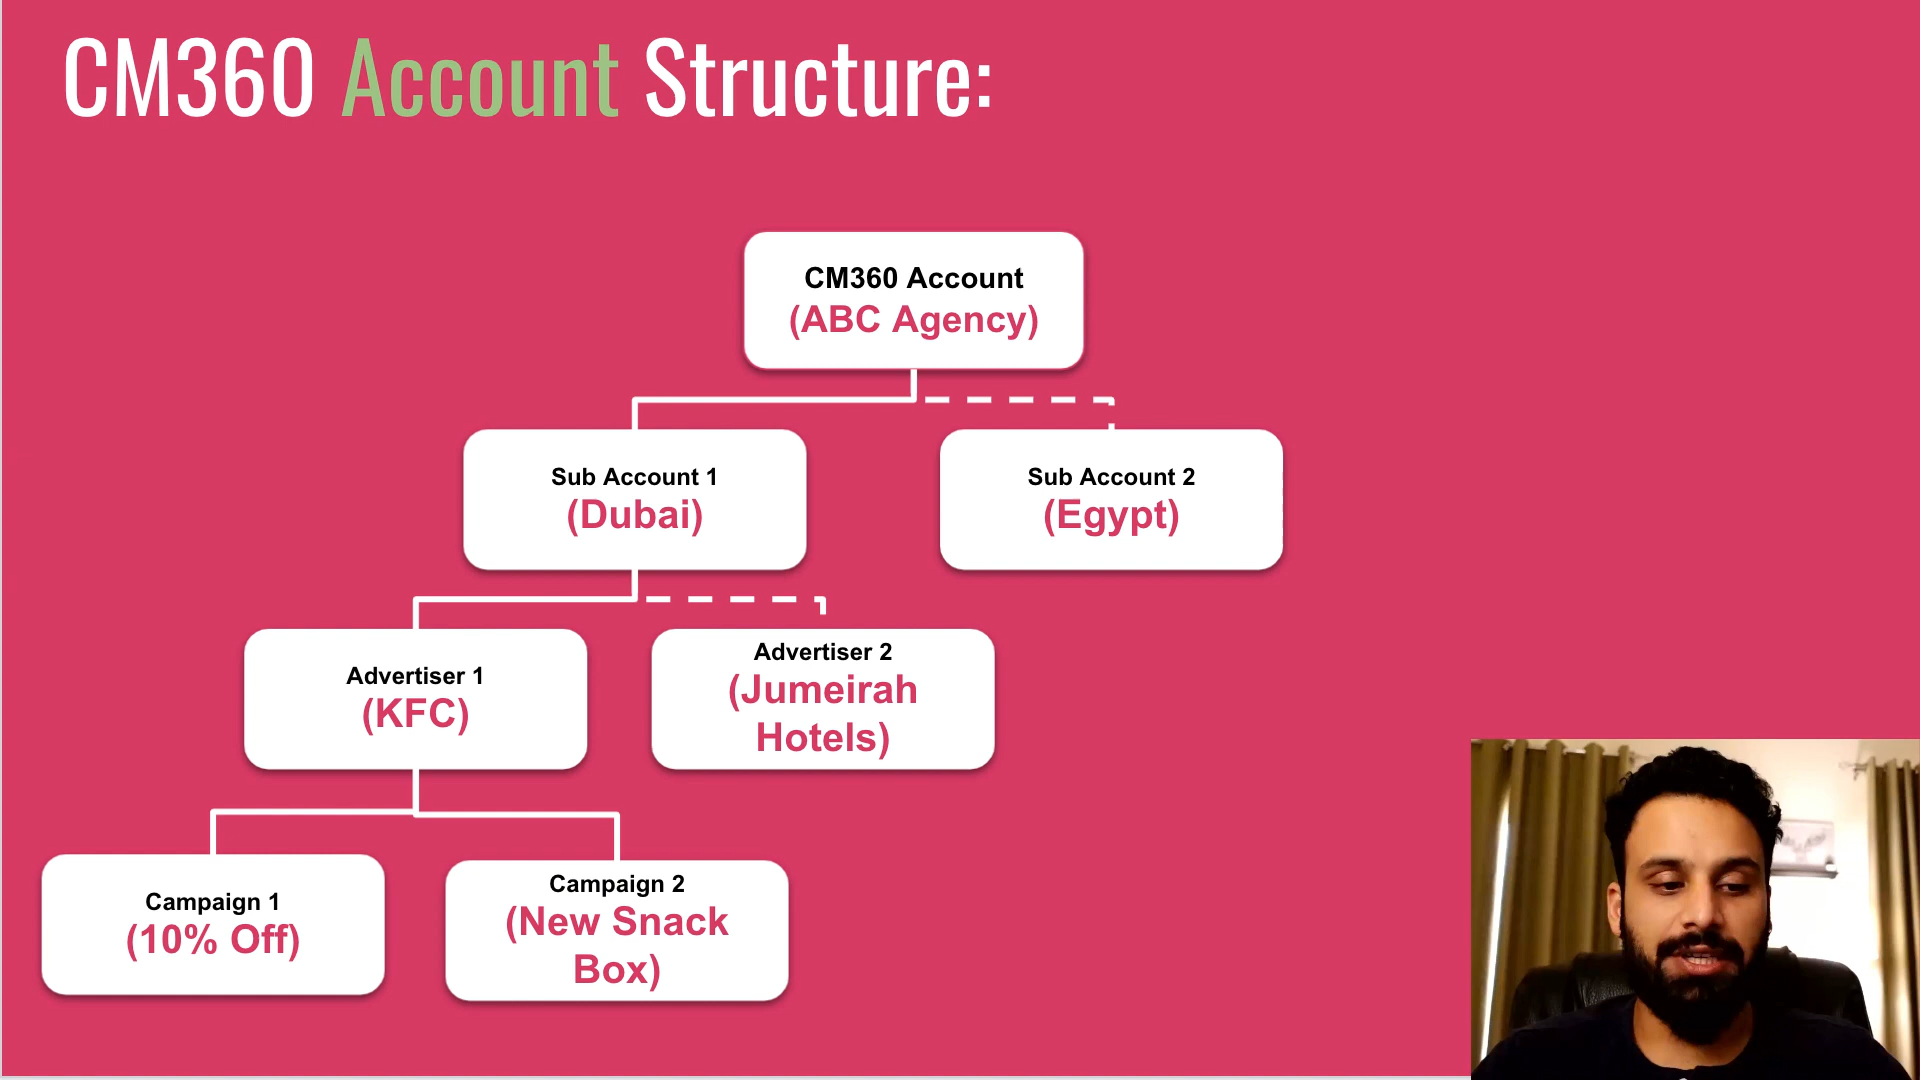 CM360 Account Structure:
CM360 Account
(ABC Agency)
Sub Account 1
(Dubai)
Sub Account 2
(Egypt)
Advertiser 1
(KFC)
Advertiser 2
(Jumeirah
Hotels)
Campaign 1
(10% Off)
Campaign 2
(New Snack
Box)